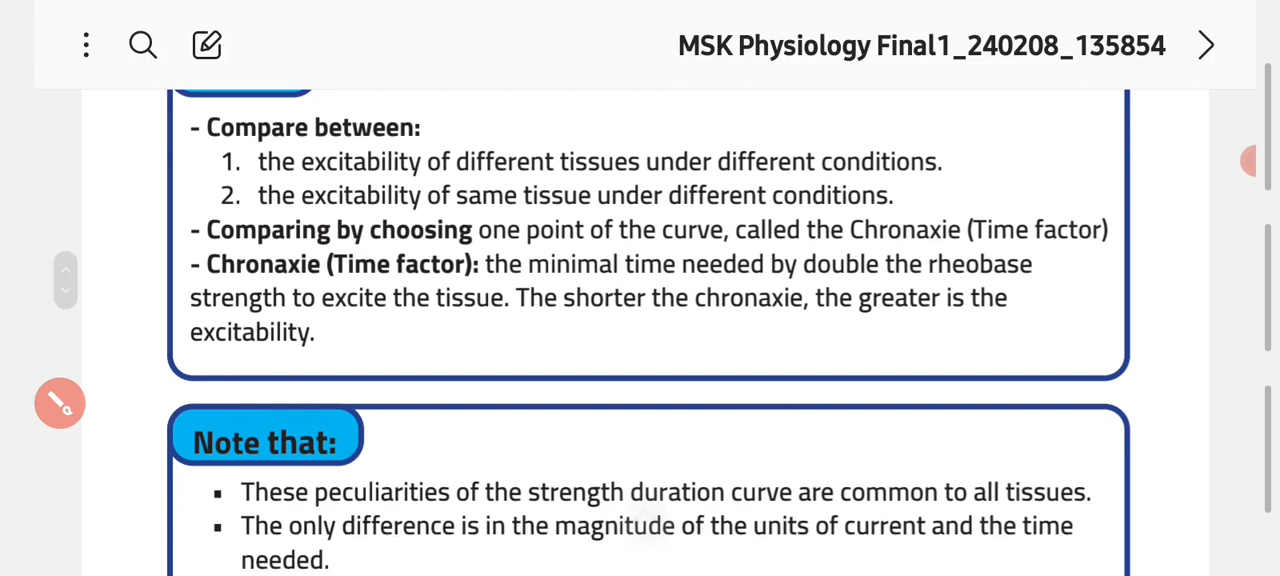 MSK Physiology Final1_240208_135854
- Compare between:
1. the excitability of different tissues under different conditions.
2. the excitability of same tissue under different conditions.
- Comparing by choosing one point of the curve, called the Chronaxie (Time factor)
- Chronaxie (Time factor): the minimal time needed by double the rheobase
strength to excite the tissue. The shorter the chronaxie, the greater is the
excitability.
Note that:
▪ These peculiarities of the strength duration curve are common to all tissues.
▪ The only difference is in the magnitude of the units of current and the time
needed.